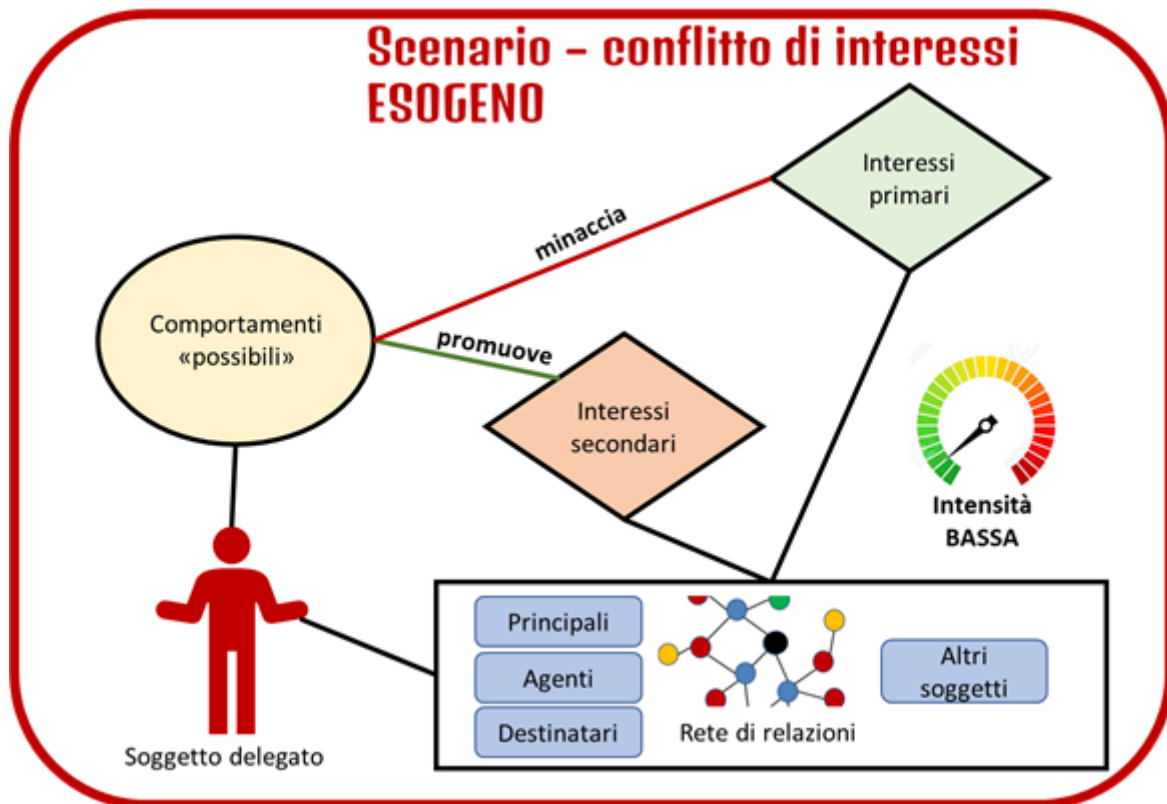 Scenario – conflitto di interessi
ESOGENO
Interessi
primari
minaccia
Comportamenti
«possibili»
promuove
Interessi
secondari
Intensità
BASSA
Principali
Agenti
Destinatari
Rete di relazioni
Altri
soggetti
Soggetto delegato